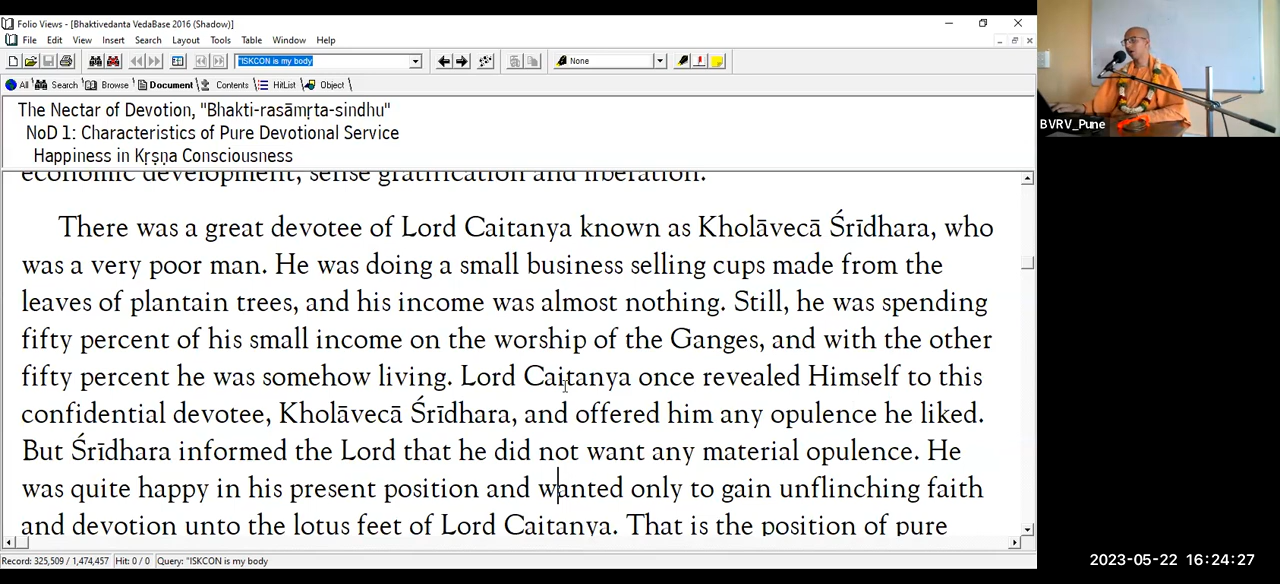 Folio Views - [Bhaktivedanta VedaBase 2016 (Shadow)]
File Edit View Insert Search Layout Tools Table Window Help
"ISKCON is my body
None
All Search Browse Document Contents HitList Object
The Nectar of Devotion, "Bhakti-rasāmṛta-sindhu"
NoD 1: Characteristics of Pure Devotional Service
Happiness in Kṛṣṇa Consciousness
economic development, sense gratification and liberation.
There was a great devotee of Lord Caitanya known as Kholāvecā Śrīdhara, who
was a very poor man. He was doing a small business selling cups made from the
leaves of plantain trees, and his income was almost nothing. Still, he was spending
fifty percent of his small income on the worship of the Ganges, and with the other
fifty percent he was somehow living. Lord Caitanya once revealed Himself to this
confidential devotee, Kholāvecā Śrīdhara, and offered him any opulence he liked.
But Śrīdhara informed the Lord that he did not want any material opulence. He
was quite happy in his present position and wanted only to gain unflinching faith
and devotion unto the lotus feet of Lord Caitanya. That is the position of pure
Record: 325,509 / 1,474,457 Hit: 0 / 0 Query: "ISKCON is my body
BVRV_Pune
2023-05-22 16:24:27